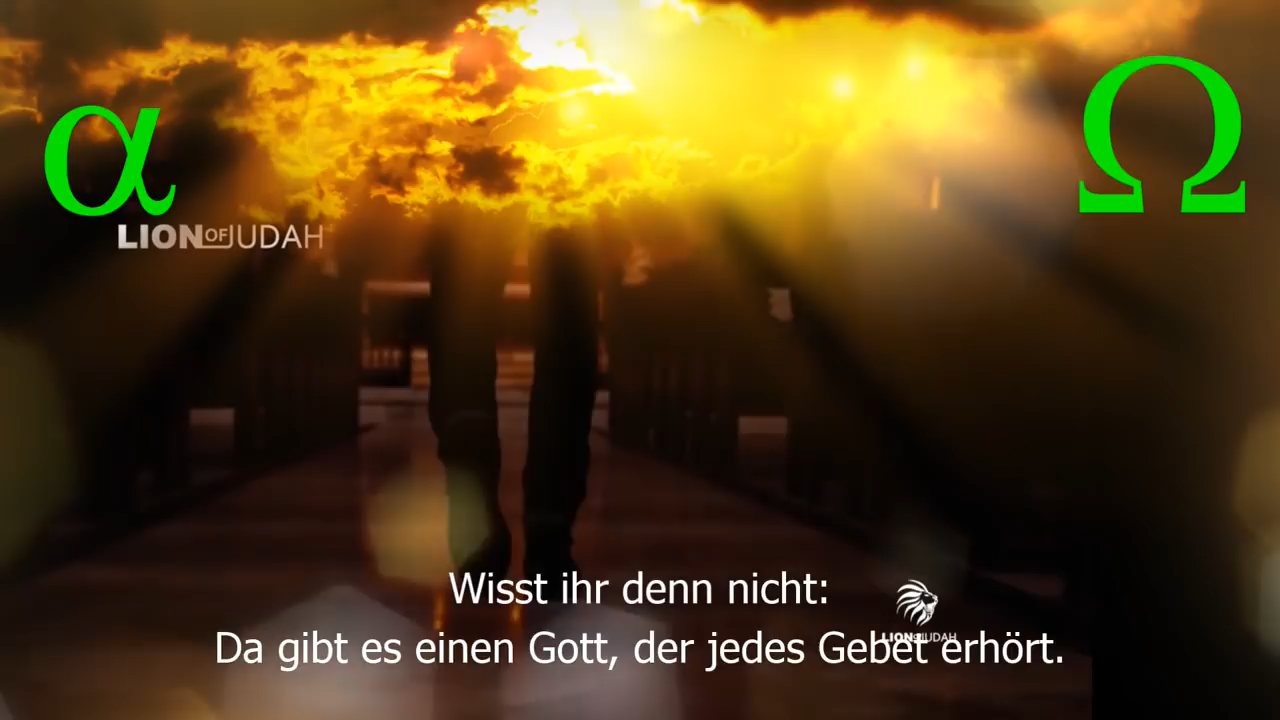 α
Ω
LION OF JUDAH
Wisst ihr denn nicht:
LION OF JUDAH
Da gibt es einen Gott, der jedes Gebet erhört.